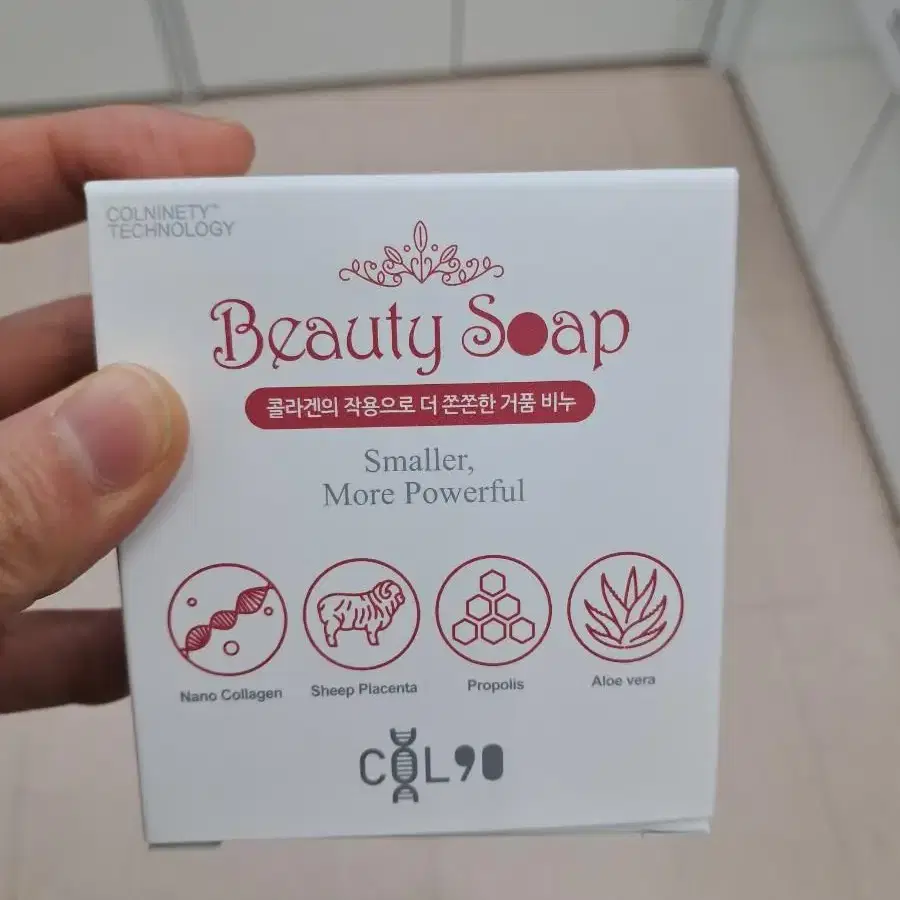 COLNINETY™
TECHNOLOGY
Beauty Soap
콜라겐의 작용으로 더 쫀쫀한 거품 비누
Smaller,
More Powerful
Nano Collagen
Sheep Placenta
Propolis
Aloe vera
COL90